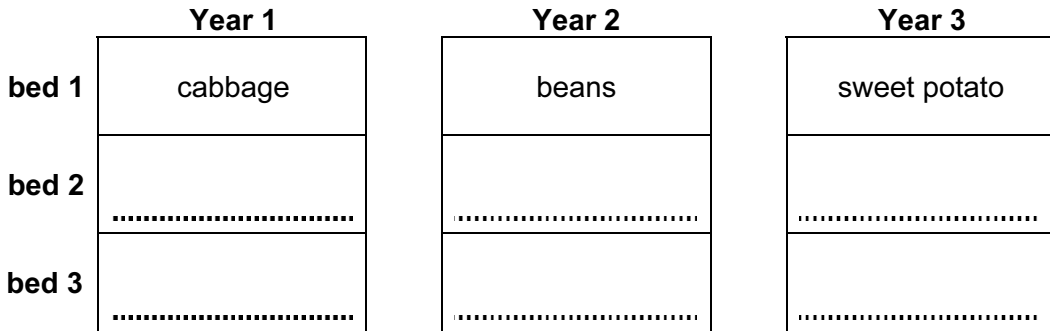 Year 1 Year 2 Year 3
bed 1 cabbage beans sweet potato
bed 2
bed 3